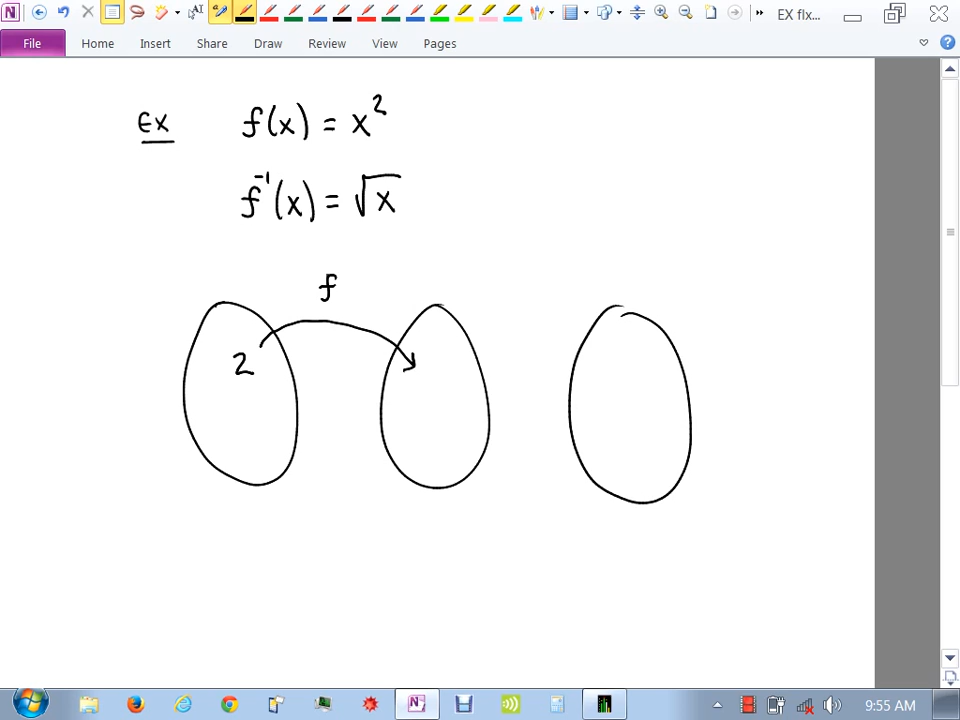 EX flx...
File Home Insert Share Draw Review View Pages
Ex f(x) = x²
f⁻¹(x) = √x
f
2
9:55 AM